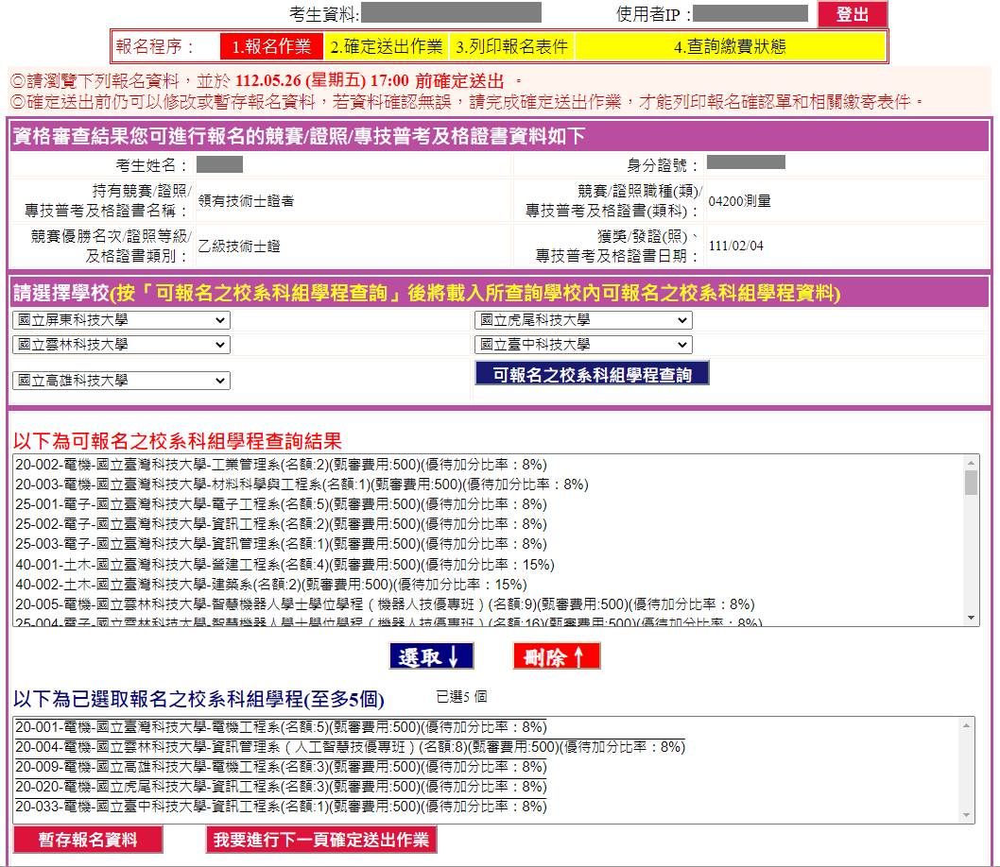 考生資料: 使用者IP： 登出
報名程序： 1.報名作業 2.確定送出作業 3.列印報名表件 4.查詢繳費狀態
◎請瀏覽下列報名資料，並於 112.05.26 (星期五) 17:00 前確定送出 。
◎確定送出前仍可以修改或暫存報名資料，若資料確認無誤，請完成確定送出作業，才能列印報名確認單和相關繳寄表件。
資格審查結果您可進行報名的競賽/證照/專技普考及格證書資料如下
考生姓名： 身分證號：
持有競賽/證照/
專技普考及格證書名稱： 領有技術士證者
競賽/證照職種(類)/
專技普考及格證書(類科)： 04200測量
競賽優勝名次/證照等級/
及格證書類別： 乙級技術士證
獲獎/發證(照)、
專技普考及格證書日期： 111/02/04
請選擇學校(按「可報名之校系科組學程查詢」後將載入所查詢學校內可報名之校系科組學程資料)
國立屏東科技大學 國立虎尾科技大學
國立雲林科技大學 國立臺中科技大學
國立高雄科技大學 可報名之校系科組學程查詢
以下為可報名之校系科組學程查詢結果
20-002-電機-國立臺灣科技大學-工業管理系(名額:2)(甄審費用:500)(優待加分比率：8%)
20-003-電機-國立臺灣科技大學-材料科學與工程系(名額:1)(甄審費用:500)(優待加分比率：8%)
25-001-電子-國立臺灣科技大學-電子工程系(名額:5)(甄審費用:500)(優待加分比率：8%)
25-002-電子-國立臺灣科技大學-資訊工程系(名額:2)(甄審費用:500)(優待加分比率：8%)
25-003-電子-國立臺灣科技大學-資訊管理系(名額:1)(甄審費用:500)(優待加分比率：8%)
40-001-土木-國立臺灣科技大學-營建工程系(名額:4)(甄審費用:500)(優待加分比率：15%)
40-002-土木-國立臺灣科技大學-建築系(名額:2)(甄審費用:500)(優待加分比率：15%)
20-005-電機-國立雲林科技大學-智慧機器人學士學位學程（機器人技優專班）(名額:9)(甄審費用:500)(優待加分比率：8%)
25-004-電子-國立雲林科技大學-智慧機器人學士學位學程（機器人技優專班）(名額:16)(甄審費用:500)(優待加分比率：8%)
選取↓ 刪除↑
以下為已選取報名之校系科組學程(至多5個) 已選5 個
20-001-電機-國立臺灣科技大學-電機工程系(名額:5)(甄審費用:500)(優待加分比率：8%)
20-004-電機-國立雲林科技大學-資訊管理系（人工智慧技優專班）(名額:8)(甄審費用:500)(優待加分比率：8%)
20-009-電機-國立高雄科技大學-電機工程系(名額:3)(甄審費用:500)(優待加分比率：8%)
20-020-電機-國立虎尾科技大學-資訊工程系(名額:3)(甄審費用:500)(優待加分比率：8%)
20-033-電機-國立臺中科技大學-資訊工程系(名額:1)(甄審費用:500)(優待加分比率：8%)
暫存報名資料 我要進行下一頁確定送出作業